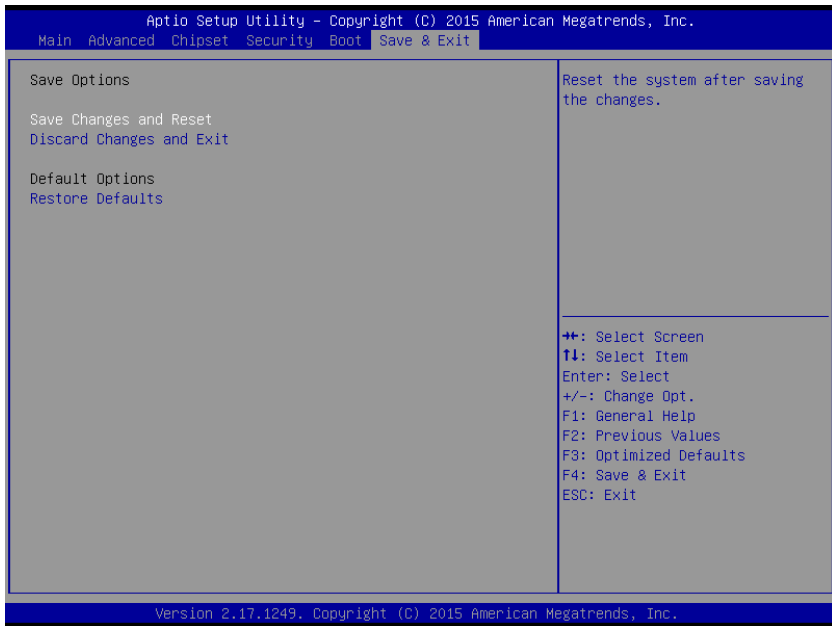 Aptio Setup Utility – Copyright (C) 2015 American Megatrends, Inc.
Main Advanced Chipset Security Boot Save & Exit
Save Options
Save Changes and Reset
Discard Changes and Exit
Default Options
Restore Defaults
Reset the system after saving
the changes.
→←: Select Screen
↑↓: Select Item
Enter: Select
+/-: Change Opt.
F1: General Help
F2: Previous Values
F3: Optimized Defaults
F4: Save & Exit
ESC: Exit
Version 2.17.1249. Copyright (C) 2015 American Megatrends, Inc.